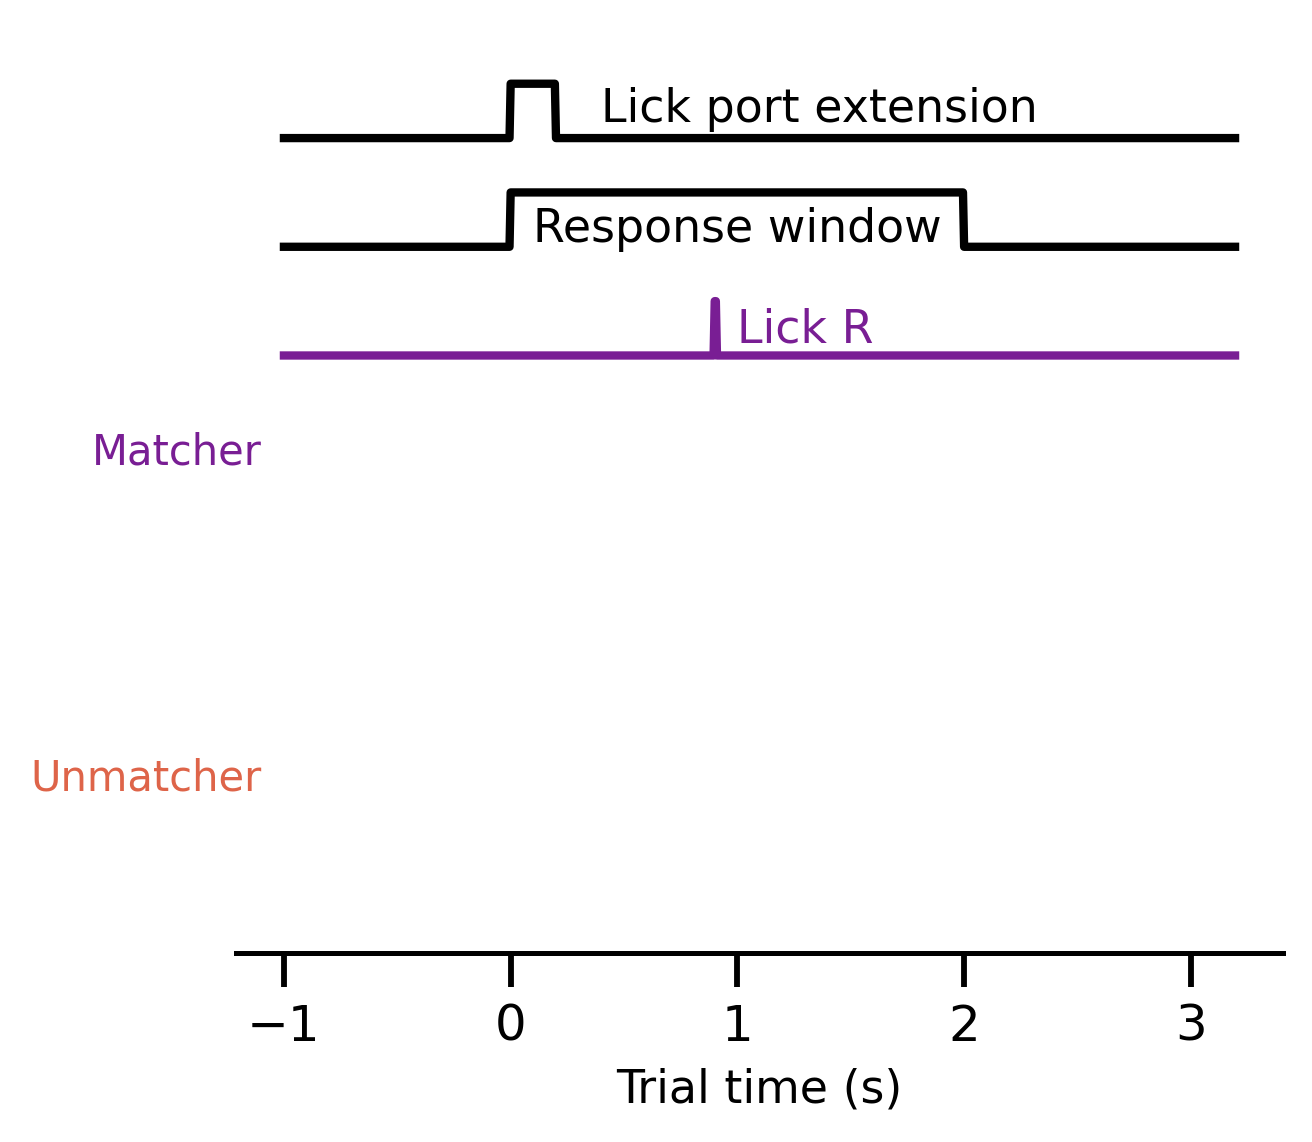 Lick port extension
Response window
Lick R
Matcher
Unmatcher
−1 0 1 2 3
Trial time (s)